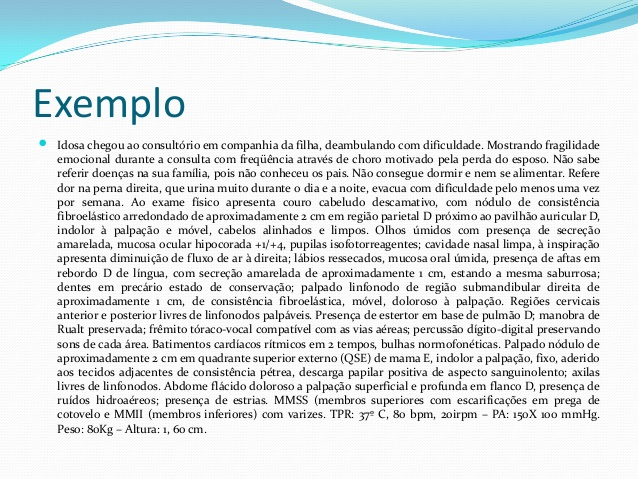 Exemplo
Idosa chegou ao consultório em companhia da filha, deambulando com dificuldade. Mostrando fragilidade
emocional durante a consulta com freqüência através de choro motivado pela perda do esposo. Não sabe
referir doenças na sua família, pois não conheceu os pais. Não consegue dormir e nem se alimentar. Refere
dor na perna direita, que urina muito durante o dia e a noite, evacua com dificuldade pelo menos uma vez
por semana. Ao exame físico apresenta couro cabeludo descamativo, com nódulo de consistência
fibroelástico arredondado de aproximadamente 2 cm em região parietal D próximo ao pavilhão auricular D,
indolor à palpação e móvel, cabelos alinhados e limpos. Olhos úmidos com presença de secreção
amarelada, mucosa ocular hipocorada +1/+4, pupilas isofotorreagentes; cavidade nasal limpa, à inspiração
apresenta diminuição de fluxo de ar à direita; lábios ressecados, mucosa oral úmida, presença de aftas em
rebordo D de língua, com secreção amarelada de aproximadamente 1 cm, estando a mesma saburrosa;
dentes em precário estado de conservação; palpado linfonodo de região submandibular direita de
aproximadamente 1 cm, de consistência fibroelástica, móvel, doloroso à palpação. Regiões cervicais
anterior e posterior livres de linfonodos palpáveis. Presença de estertor em base de pulmão D; manobra de
Rualt preservada; frêmito tóraco-vocal compatível com as vias aéreas; percussão dígito-digital preservando
sons de cada área. Batimentos cardíacos rítmicos em 2 tempos, bulhas normofonéticas. Palpado nódulo de
aproximadamente 2 cm em quadrante superior externo (QSE) de mama E, indolor a palpação, fixo, aderido
aos tecidos adjacentes de consistência pétrea, descarga papilar positiva de aspecto sanguinolento; axilas
livres de linfonodos. Abdome flácido doloroso a palpação superficial e profunda em flanco D, presença de
ruídos hidroaéreos; presença de estrias. MMSS (membros superiores com escarificações em prega de
cotovelo e MMII (membros inferiores) com varizes. TPR: 37º C, 80 bpm, 20irpm – PA: 150X 100 mmHg.
Peso: 80Kg – Altura: 1, 60 cm.